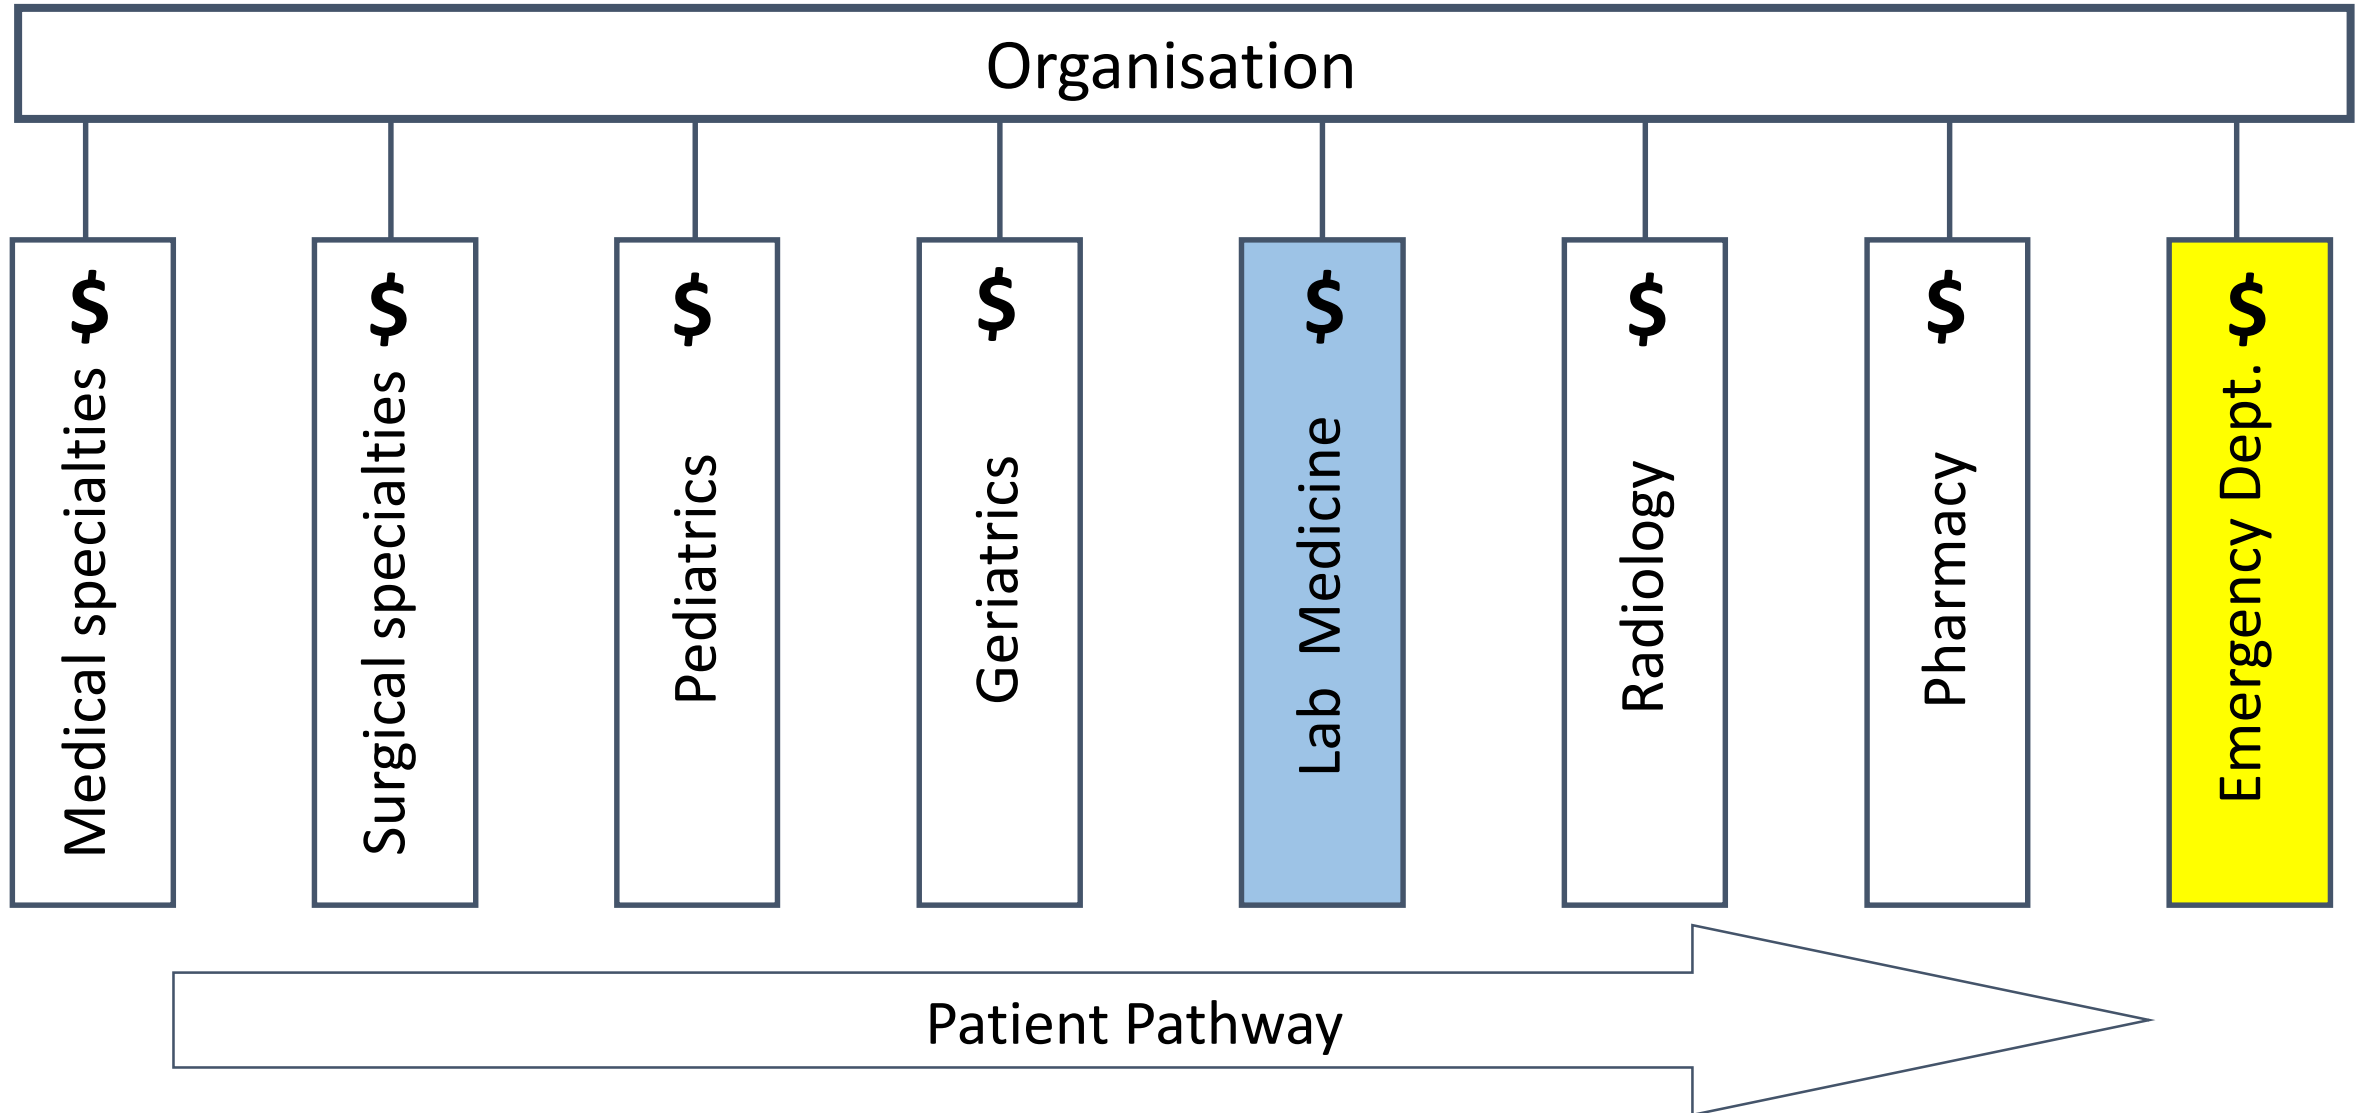 Organisation
Medical specialties $
Surgical specialties $
Pediatrics $
Geriatrics $
Lab Medicine $
Radiology $
Pharmacy $
Emergency Dept. $
Patient Pathway